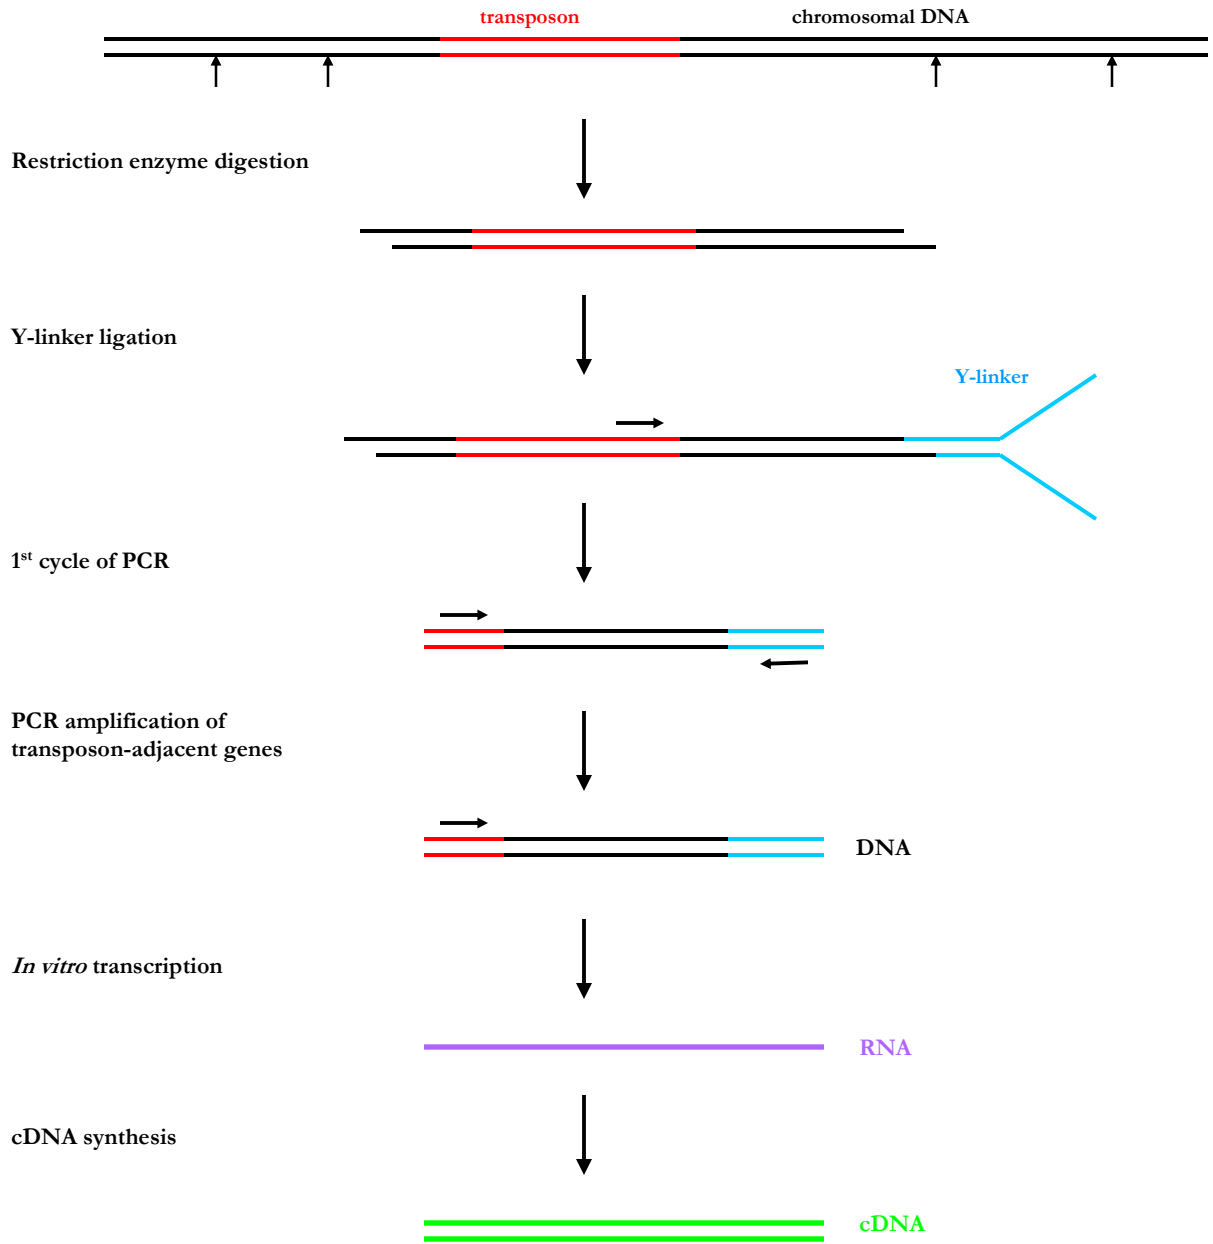 transposon
chromosomal DNA
Restriction enzyme digestion
Y-linker ligation
Y-linker
1st cycle of PCR
PCR amplification of
transposon-adjacent genes
DNA
In vitro transcription
RNA
cDNA synthesis
cDNA